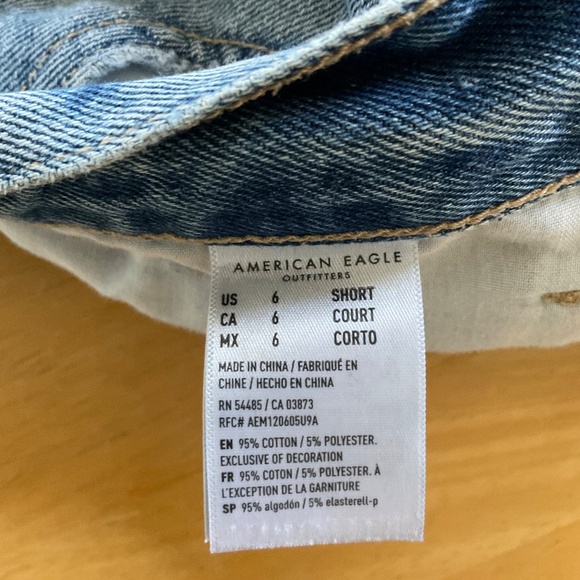 AMERICAN EAGLE
OUTFITTERS
US 6 SHORT
CA 6 COURT
MX 6 CORTO
MADE IN CHINA / FABRIQUÉ EN
CHINE / HECHO EN CHINA
RN 54485 / CA 03873
RFC# AEM120605U9A
EN 95% COTTON / 5% POLYESTER.
EXCLUSIVE OF DECORATION
FR 95% COTON / 5% POLYESTER. À
L'EXCEPTION DE LA GARNITURE
SP 95% algodón / 5% elasterell-p